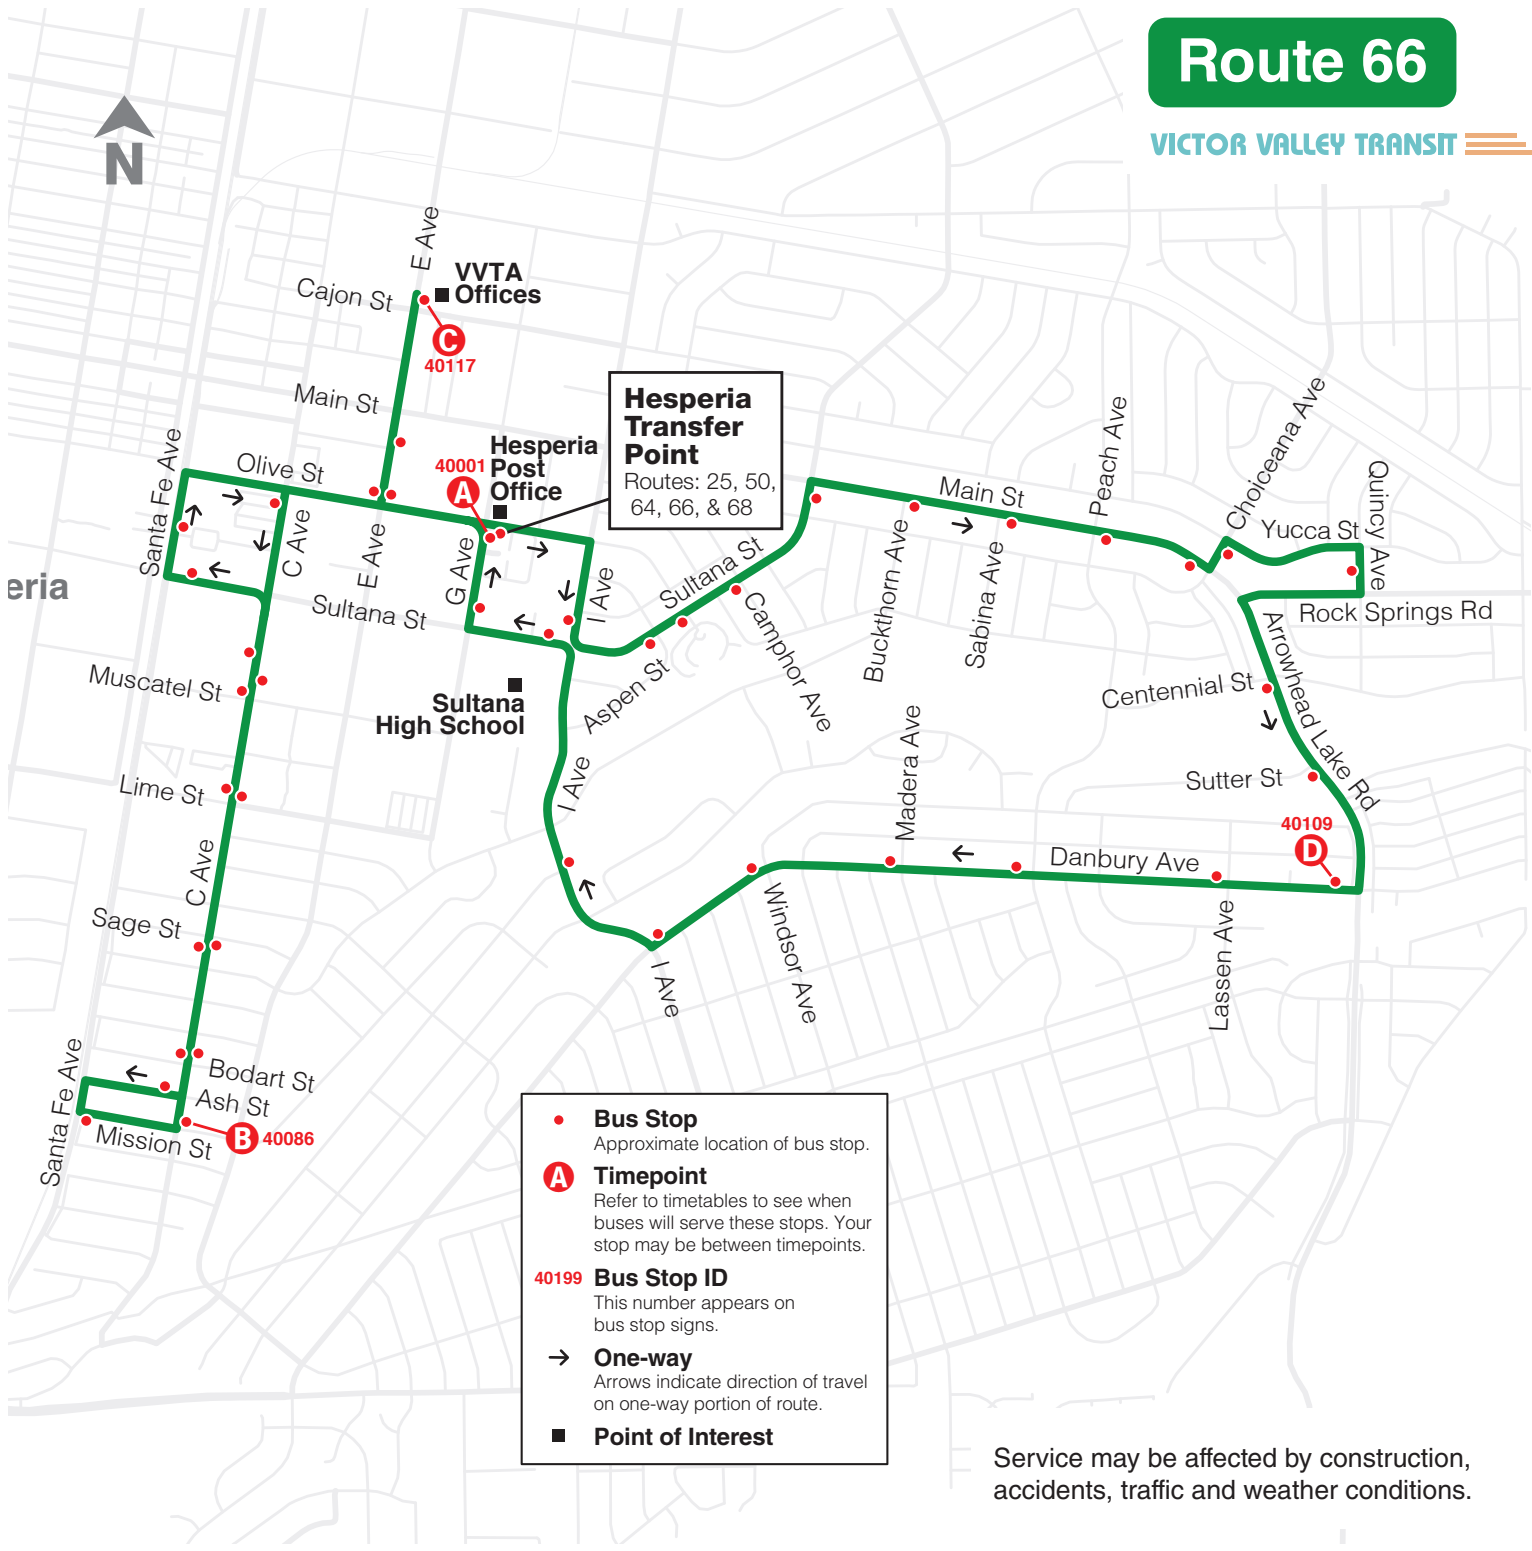 Route 66
VICTOR VALLEY TRANSIT
N
E Ave
VVTA
Offices
Cajon St
C
40117
Main St
Hesperia
Transfer
Point
Routes: 25, 50,
64, 66, & 68
Hesperia
Post
Office
40001
A
Olive St
Santa Fe Ave
C Ave
E Ave
G Ave
I Ave
Sultana St
Sultana St
Main St
Peach Ave
Choiceana Ave
Yucca St
Quincy Ave
Rock Springs Rd
Buckthorn Ave
Sabina Ave
Camphor Ave
Aspen St
Arrowhead Lake Rd
Centennial St
Sutter St
eria
Muscatel St
Sultana
High School
Lime St
I Ave
Madera Ave
40109
D
Danbury Ave
C Ave
Sage St
Windsor Ave
I Ave
Lassen Ave
Santa Fe Ave
Bodart St
Ash St
Mission St
B
40086
Bus Stop
Approximate location of bus stop.
A
Timepoint
Refer to timetables to see when
buses will serve these stops. Your
stop may be between timepoints.
40199
Bus Stop ID
This number appears on
bus stop signs.
One-way
Arrows indicate direction of travel
on one-way portion of route.
Point of Interest
Service may be affected by construction,
accidents, traffic and weather conditions.